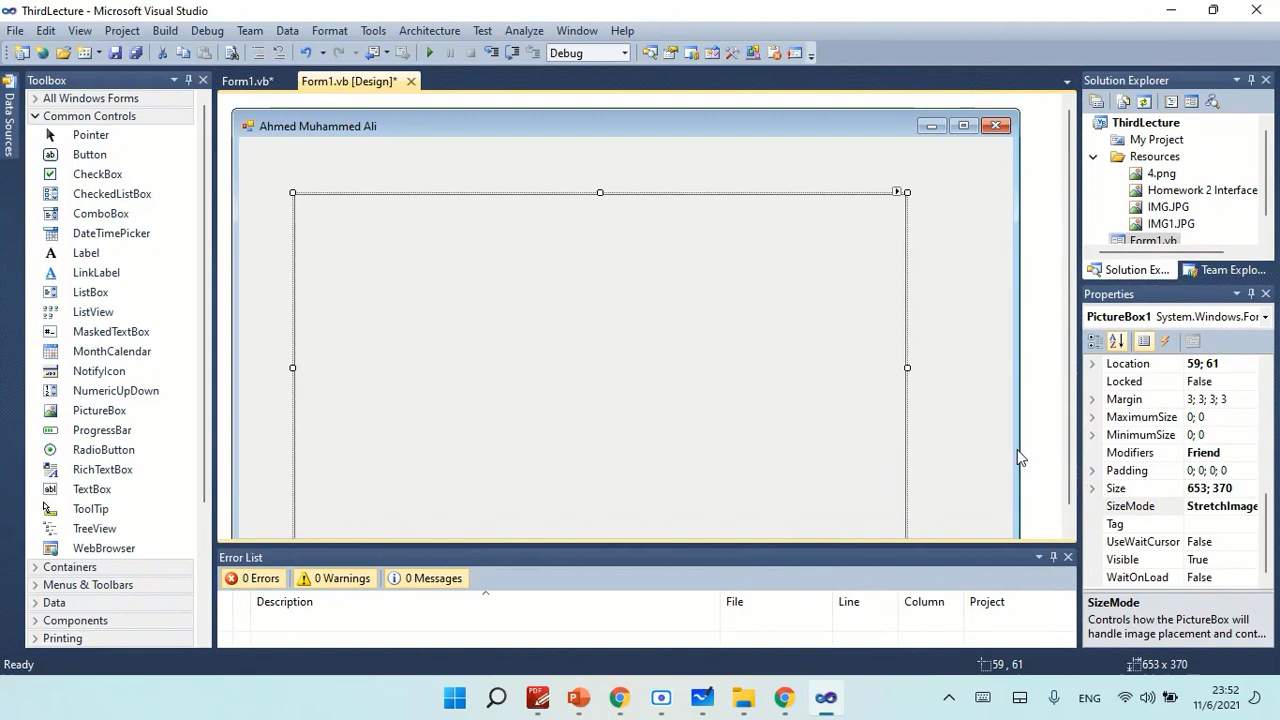 ThirdLecture - Microsoft Visual Studio
File Edit View Project Build Debug Team Data Format Tools Architecture Test Analyze Window Help
Debug
Data Sources
Toolbox
All Windows Forms
Common Controls
Pointer
Button
CheckBox
CheckedListBox
ComboBox
DateTimePicker
Label
LinkLabel
ListBox
ListView
MaskedTextBox
MonthCalendar
NotifyIcon
NumericUpDown
PictureBox
ProgressBar
RadioButton
RichTextBox
TextBox
ToolTip
TreeView
WebBrowser
Containers
Menus & Toolbars
Data
Components
Printing
Form1.vb* Form1.vb [Design]*
Ahmed Muhammed Ali
Error List
0 Errors 0 Warnings 0 Messages
Description File Line Column Project
Solution Explorer
ThirdLecture
My Project
Resources
4.png
Homework 2 Interface
IMG.JPG
IMG1.JPG
Form1.vb
Solution Ex... Team Explo...
Properties
PictureBox1 System.Windows.For
Location 59; 61
Locked False
Margin 3; 3; 3; 3
MaximumSize 0; 0
MinimumSize 0; 0
Modifiers Friend
Padding 0; 0; 0; 0
Size 653; 370
SizeMode StretchImage
Tag
UseWaitCursor False
Visible True
WaitOnLoad False
SizeMode
Controls how the PictureBox will
handle image placement and cont...
Ready 59 , 61 653 x 370
ENG 23:52
11/6/2021